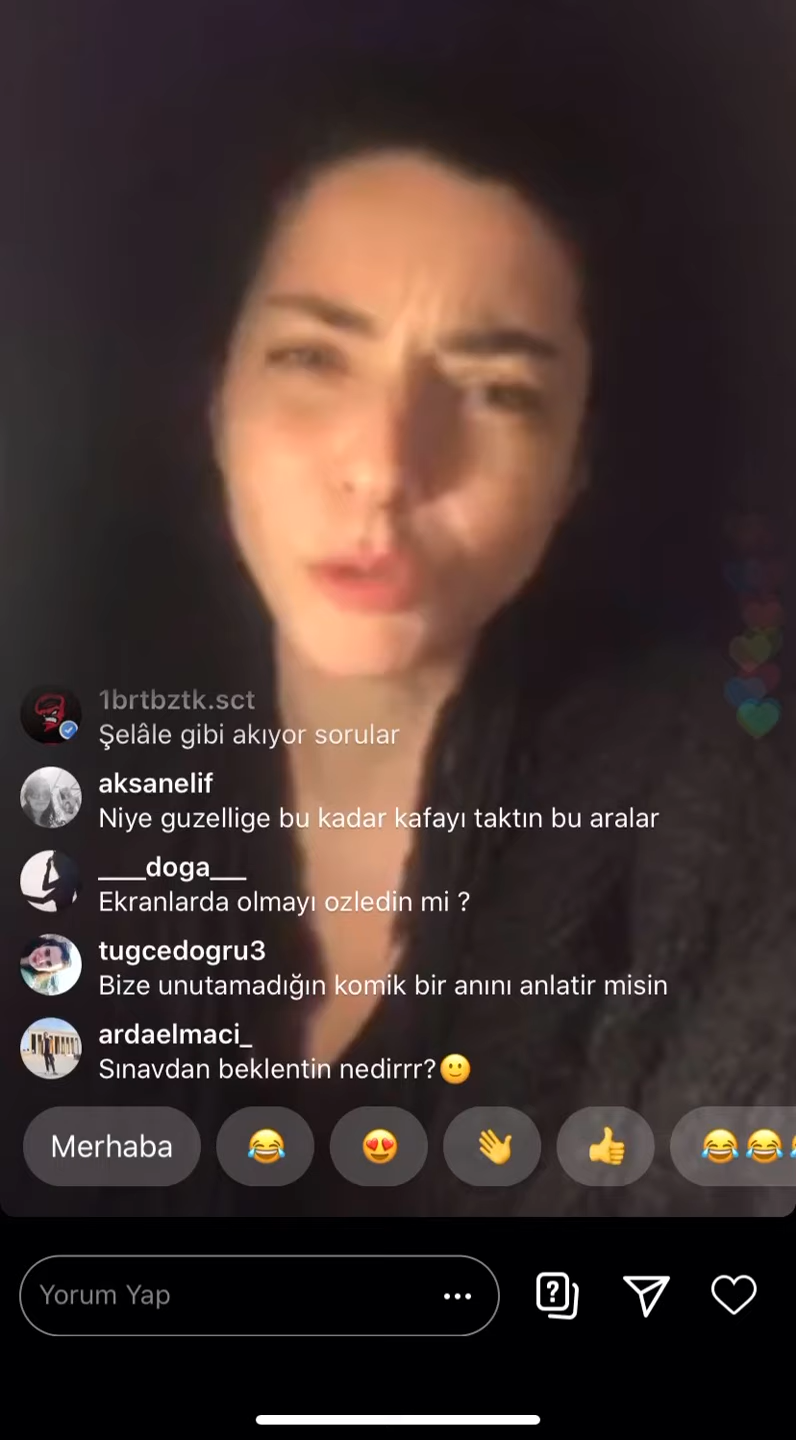 1brtbztk.sct
Şelâle gibi akıyor sorular
aksanelif
Niye guzellige bu kadar kafayı taktın bu aralar
____doga___
Ekranlarda olmayı ozledin mi ?
tugcedogru3
Bize unutamadığın komik bir anını anlatir misin
ardaelmaci_
Sınavdan beklentin nedirrr?🙂
Merhaba 😂 😍 👋 👍 😂😂
Yorum Yap